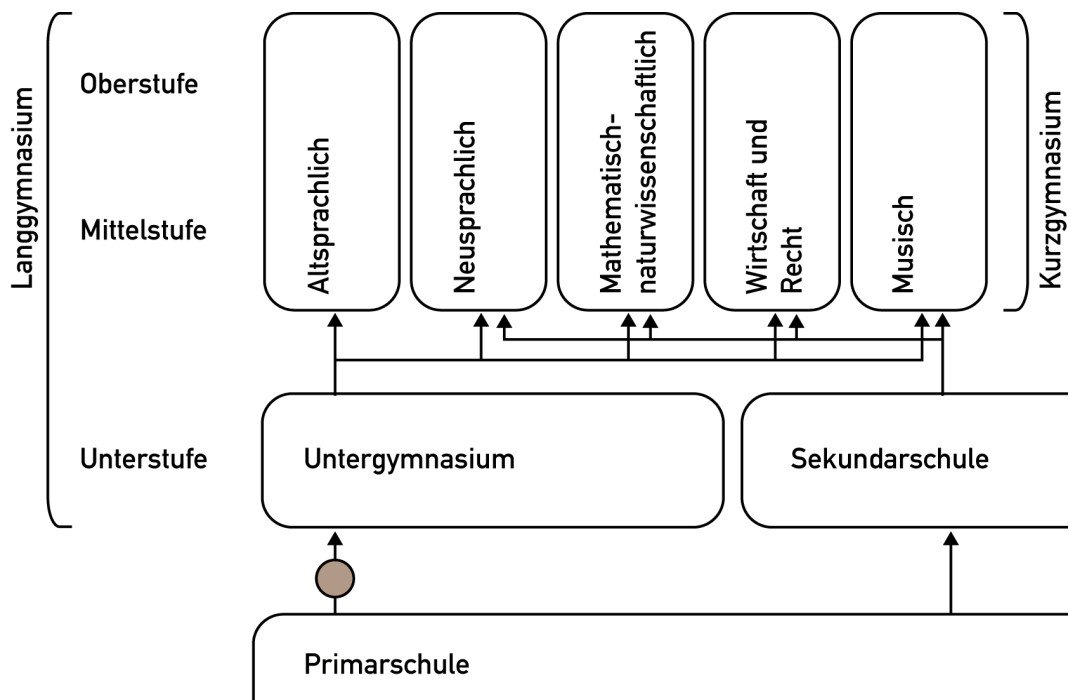 Langgymnasium
Oberstufe
Mittelstufe
Unterstufe
Altsprachlich
Neusprachlich
Mathematisch-
naturwissenschaftlich
Wirtschaft und
Recht
Musisch
Kurzgymnasium
Untergymnasium
Sekundarschule
Primarschule